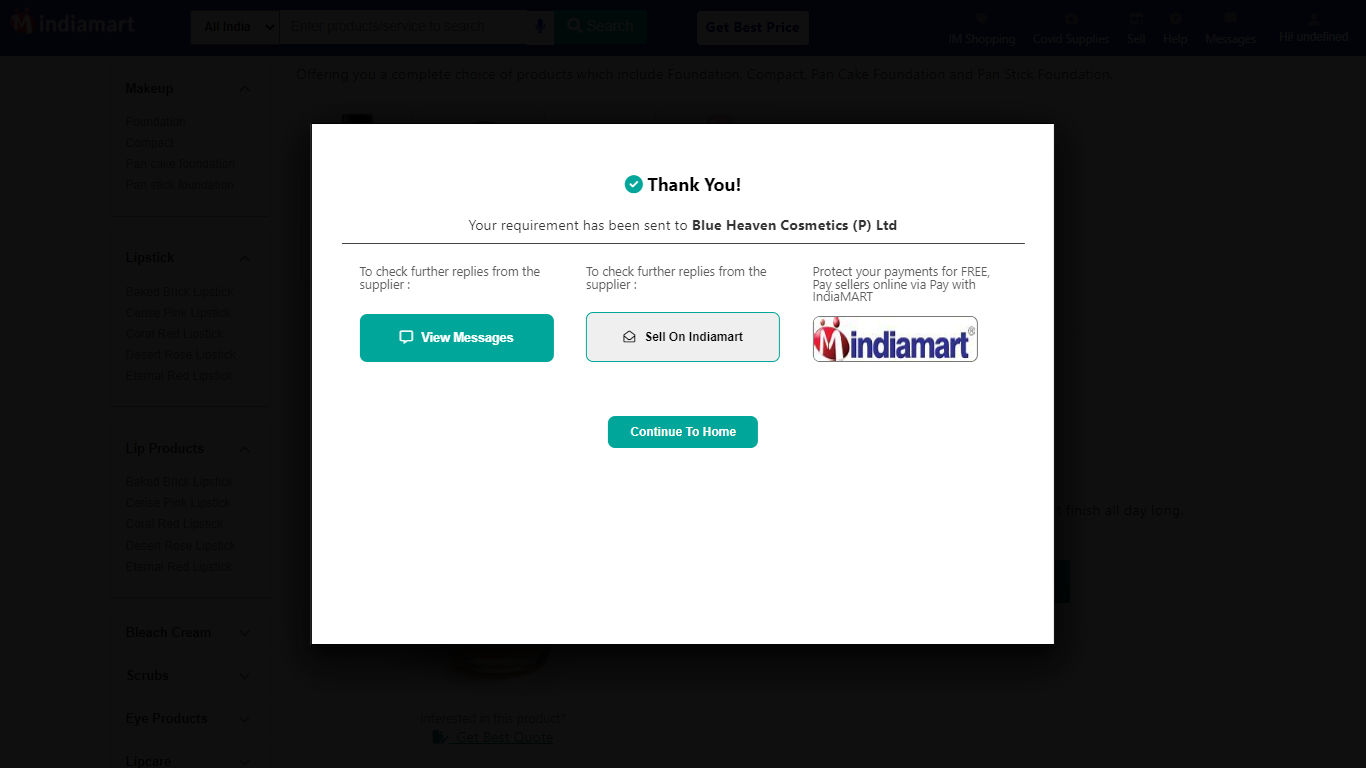 indiamart
All India
Enter products/service to search
Search
Get Best Price
IM Shopping
Covid Supplies
Sell
Help
Messages
Hi! undefined
Offering you a complete choice of products which include Foundation, Compact, Pan Cake Foundation and Pan Stick Foundation.
Makeup
Foundation
Compact
Pan cake foundation
Pan stick foundation
Lipstick
Baked Brick Lipstick
Cerise Pink Lipstick
Coral Red Lipstick
Desert Rose Lipstick
Eternal Red Lipstick
Lip Products
Baked Brick Lipstick
Cerise Pink Lipstick
Coral Red Lipstick
Desert Rose Lipstick
Eternal Red Lipstick
Bleach Cream
Scrubs
Eye Products
Lipcare
Thank You!
Your requirement has been sent to Blue Heaven Cosmetics (P) Ltd
To check further replies from the
supplier :
View Messages
To check further replies from the
supplier :
Sell On Indiamart
Protect your payments for FREE,
Pay sellers online via Pay with
IndiaMART
indiamart®
Continue To Home
finish all day long.
Interested in this product?
Get Best Quote